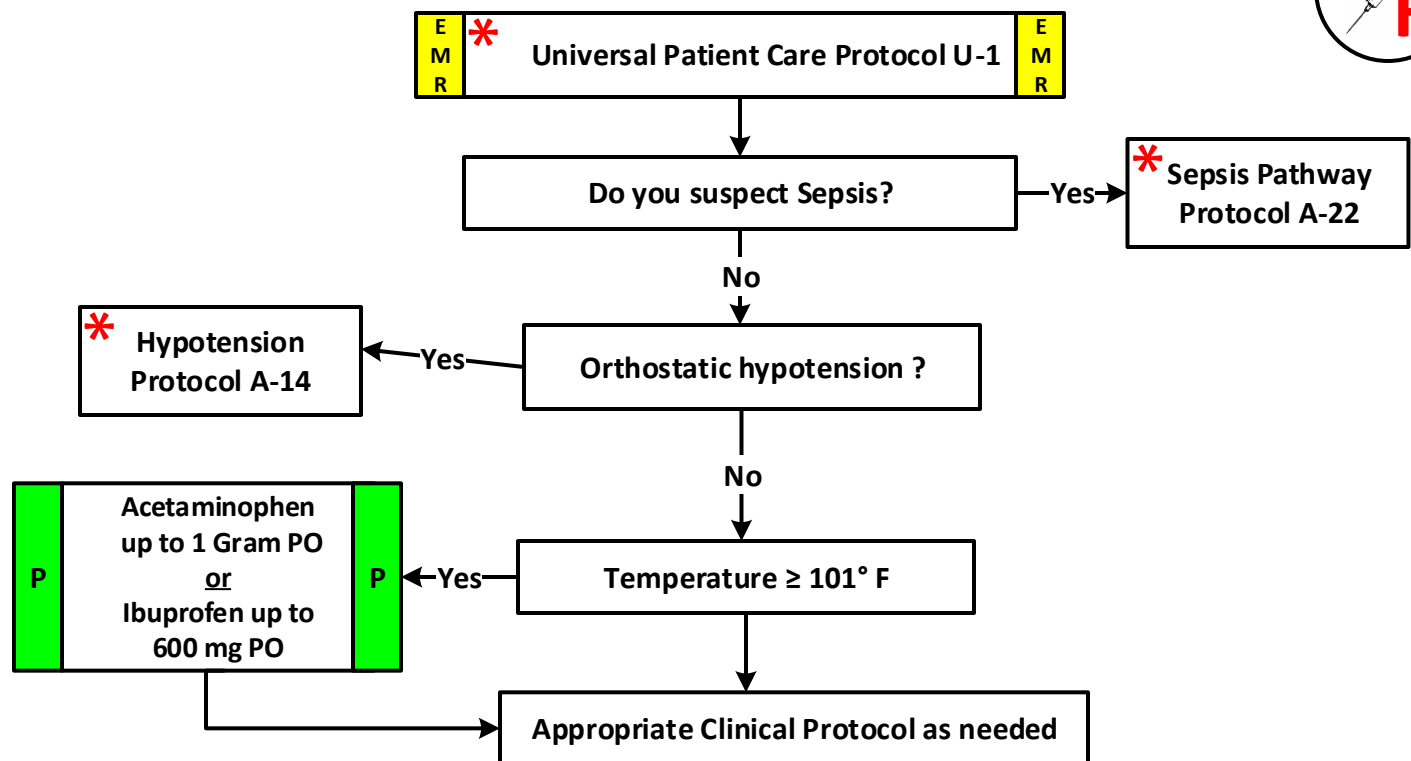 E
M
R
* Universal Patient Care Protocol U-1
E
M
R
Do you suspect Sepsis?
Yes
* Sepsis Pathway
Protocol A-22
No
* Hypotension
Protocol A-14
Yes
Orthostatic hypotension ?
No
P
Acetaminophen
up to 1 Gram PO
or
Ibuprofen up to
600 mg PO
P
Yes
Temperature ≥ 101° F
Appropriate Clinical Protocol as needed